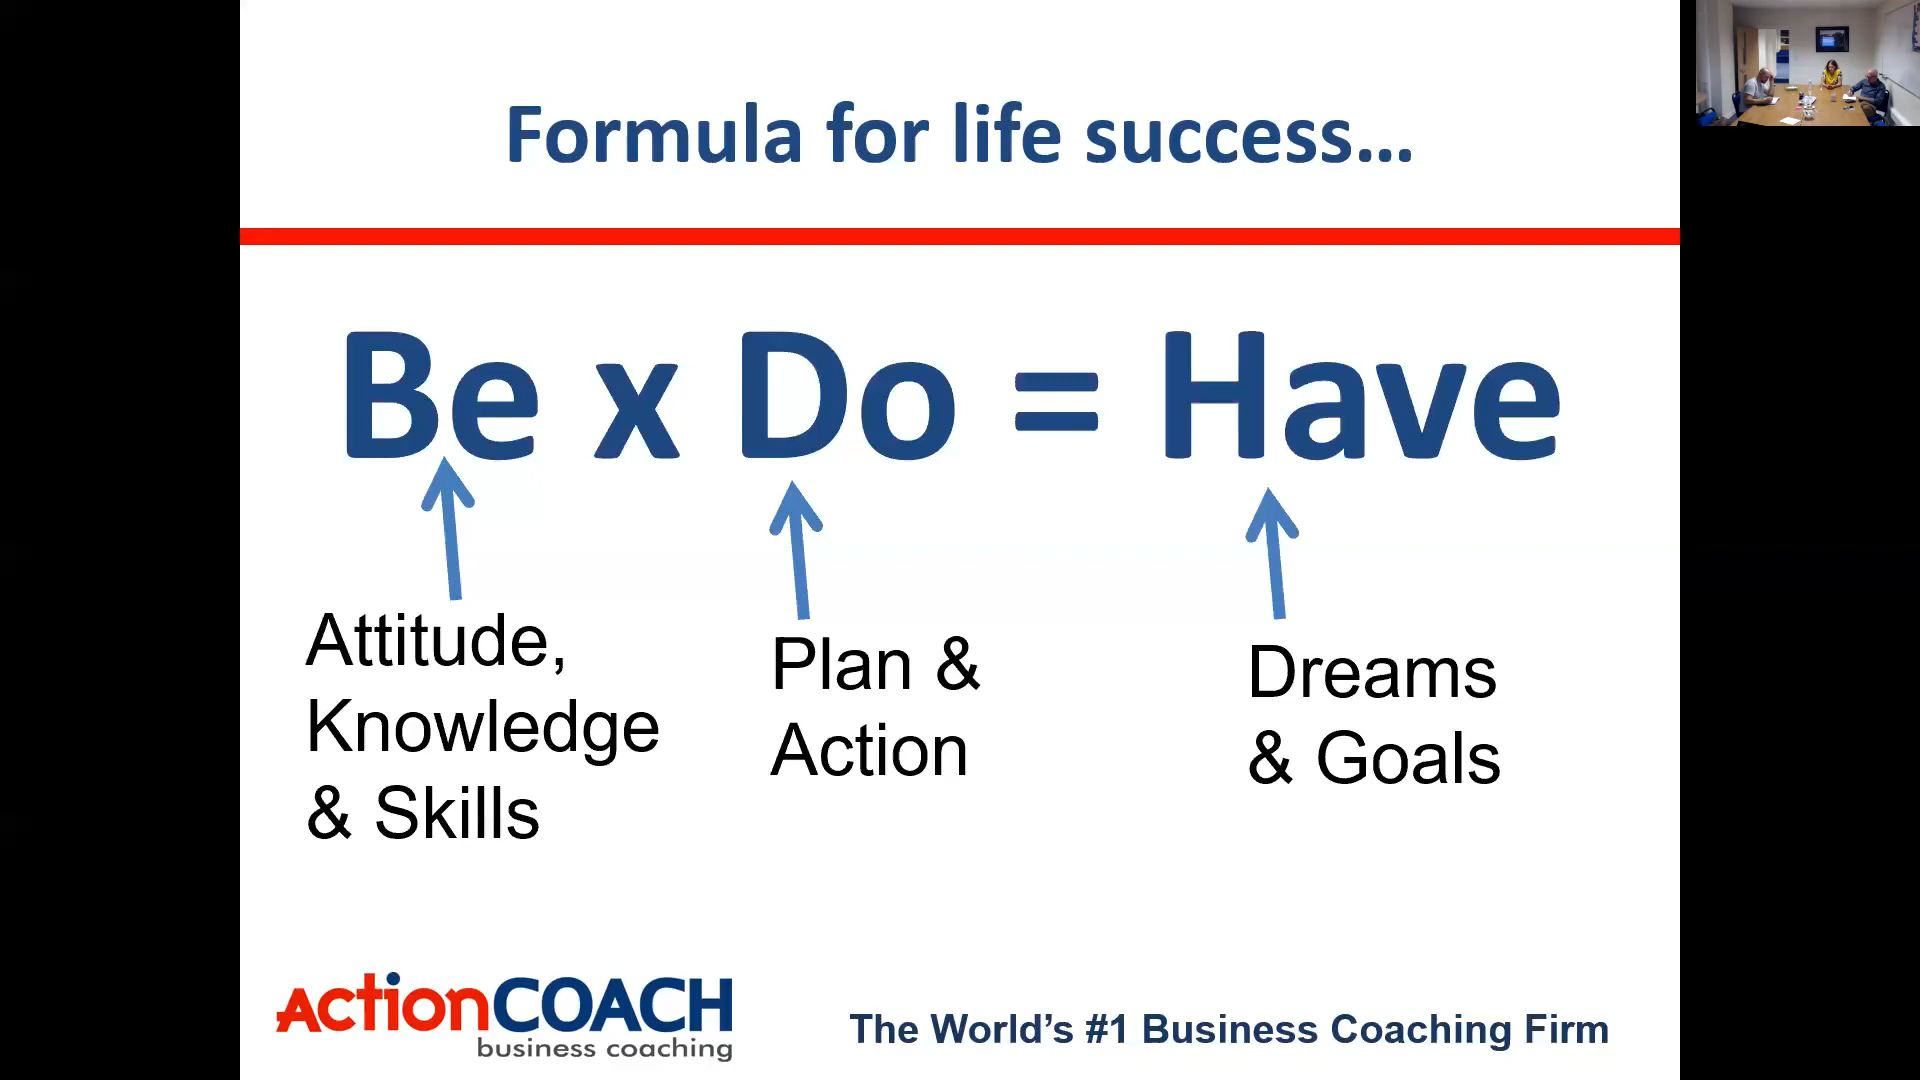 Formula for life success...
Be x Do = Have
Attitude,
Knowledge
& Skills
Plan &
Action
Dreams
& Goals
ActionCOACH
business coaching
The World's #1 Business Coaching Firm